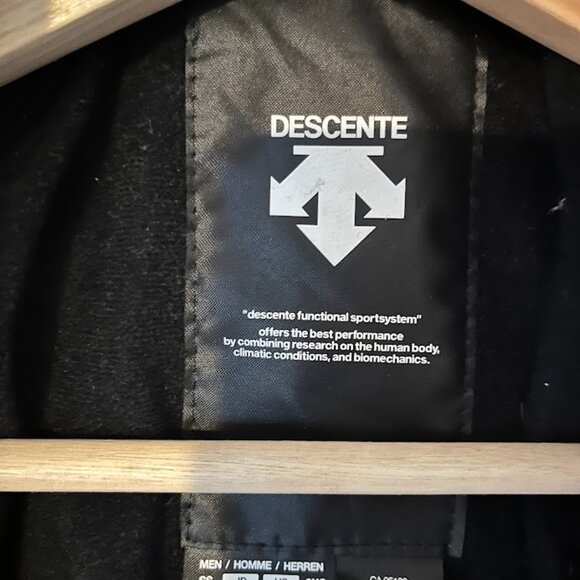 DESCENTE
"descente functional sportsystem"
offers the best performance
by combining research on the human body,
climatic conditions, and biomechanics.
MEN / HOMME / HERREN